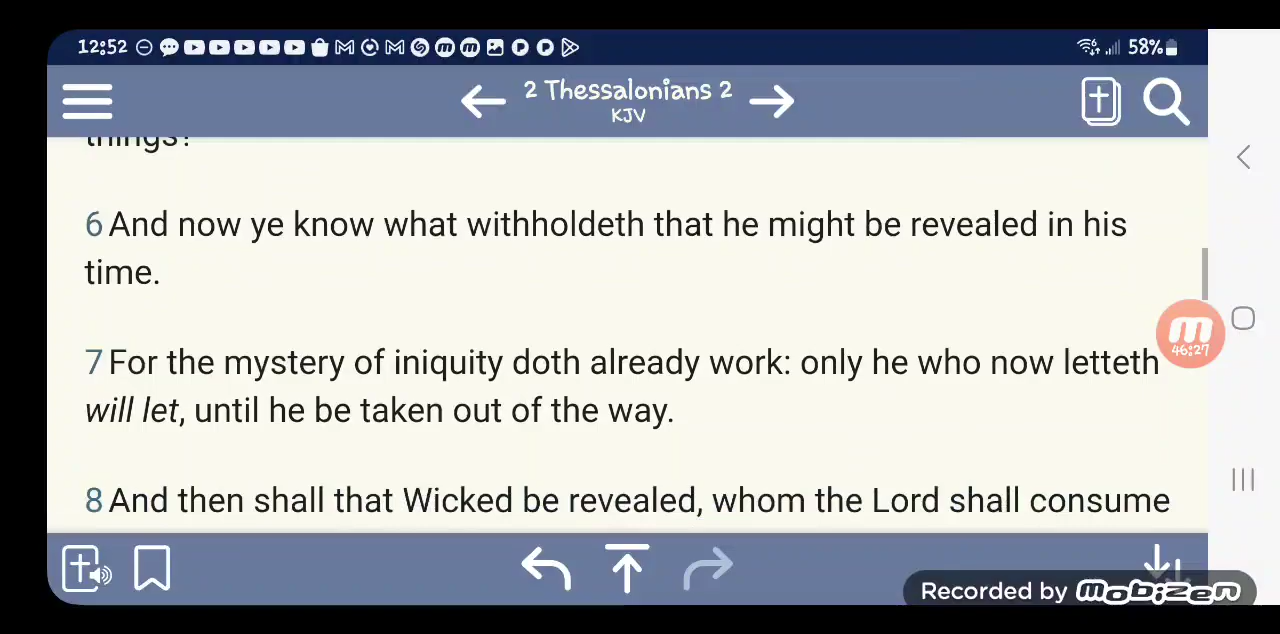 12:52 58%
2 Thessalonians 2
KJV
things?
6 And now ye know what withholdeth that he might be revealed in his
time.
7 For the mystery of iniquity doth already work: only he who now letteth
will let, until he be taken out of the way.
46:27
8 And then shall that Wicked be revealed, whom the Lord shall consume
Recorded by mobizen